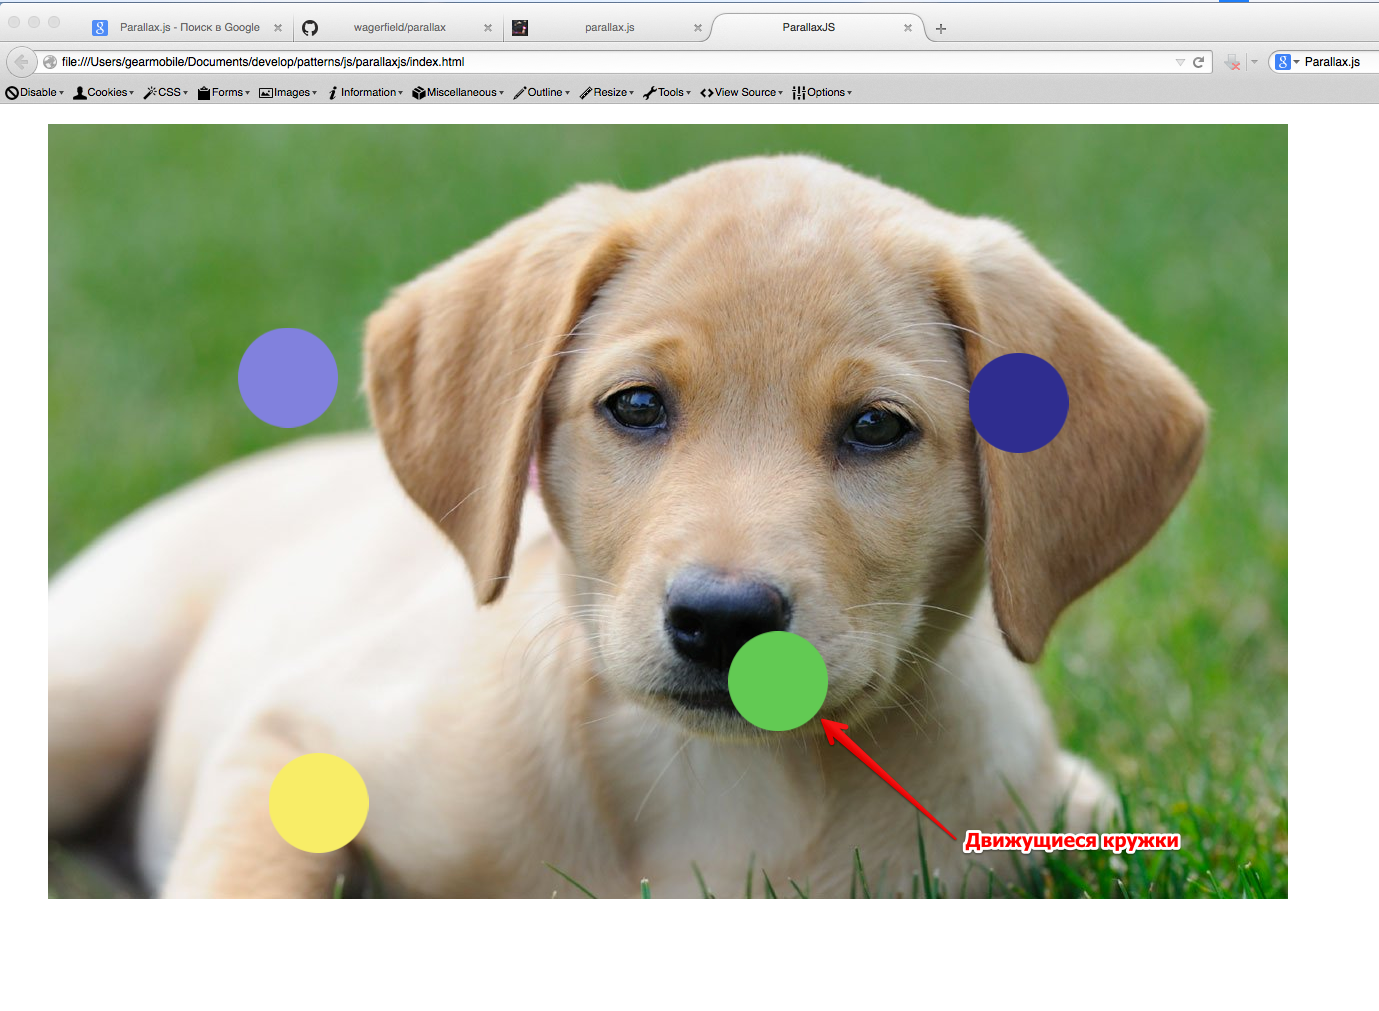 Parallax.js - Поиск в Google
wagerfield/parallax
parallax.js
ParallaxJS
file:///Users/gearmobile/Documents/develop/patterns/js/parallaxjs/index.html
Parallax.js
Disable Cookies CSS Forms Images Information Miscellaneous Outline Resize Tools View Source Options
Движущиеся кружки